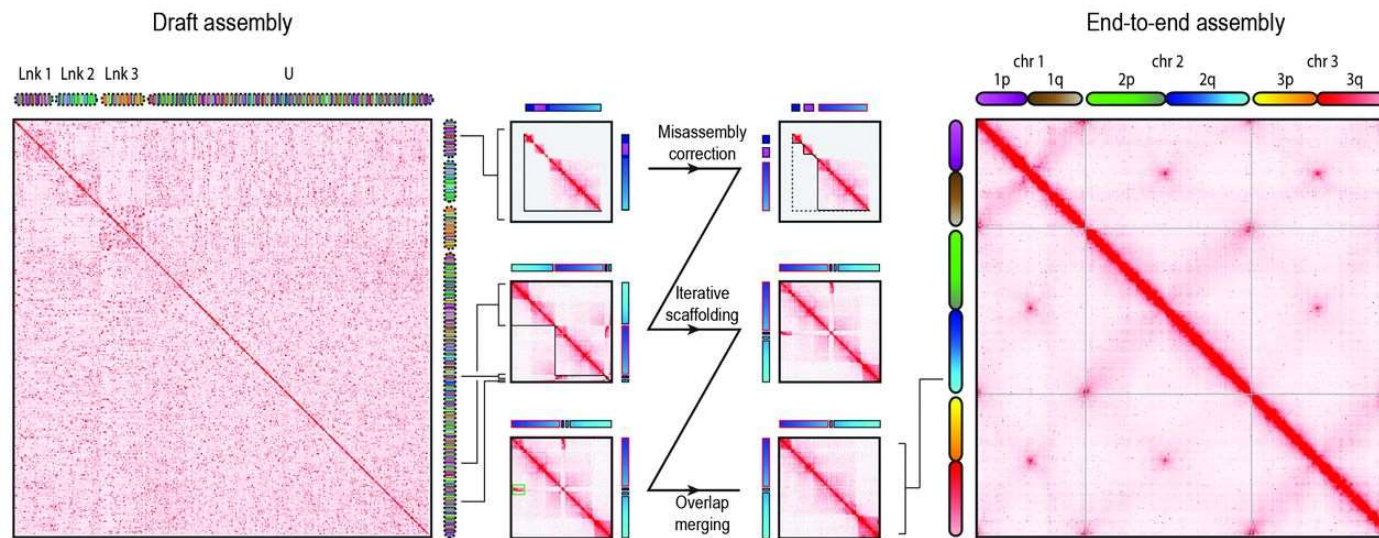 Draft assembly
End-to-end assembly
Lnk 1 Lnk 2 Lnk 3 U
chr 1 chr 2 chr 3
1p 1q 2p 2q 3p 3q
Misassembly
correction
Iterative
scaffolding
Overlap
merging